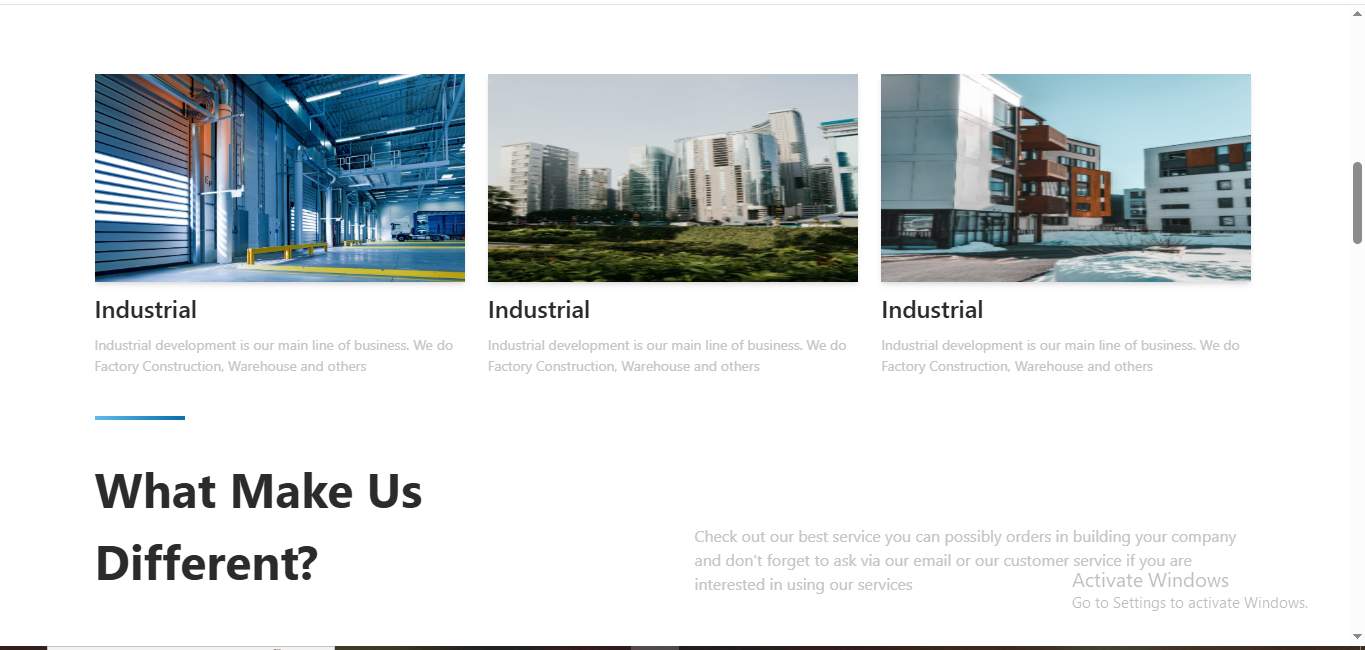 Industrial
Industrial development is our main line of business. We do
Factory Construction, Warehouse and others
Industrial
Industrial development is our main line of business. We do
Factory Construction, Warehouse and others
Industrial
Industrial development is our main line of business. We do
Factory Construction, Warehouse and others
What Make Us
Different?
Check out our best service you can possibly orders in building your company
and don't forget to ask via our email or our customer service if you are
interested in using our services
Activate Windows
Go to Settings to activate Windows.